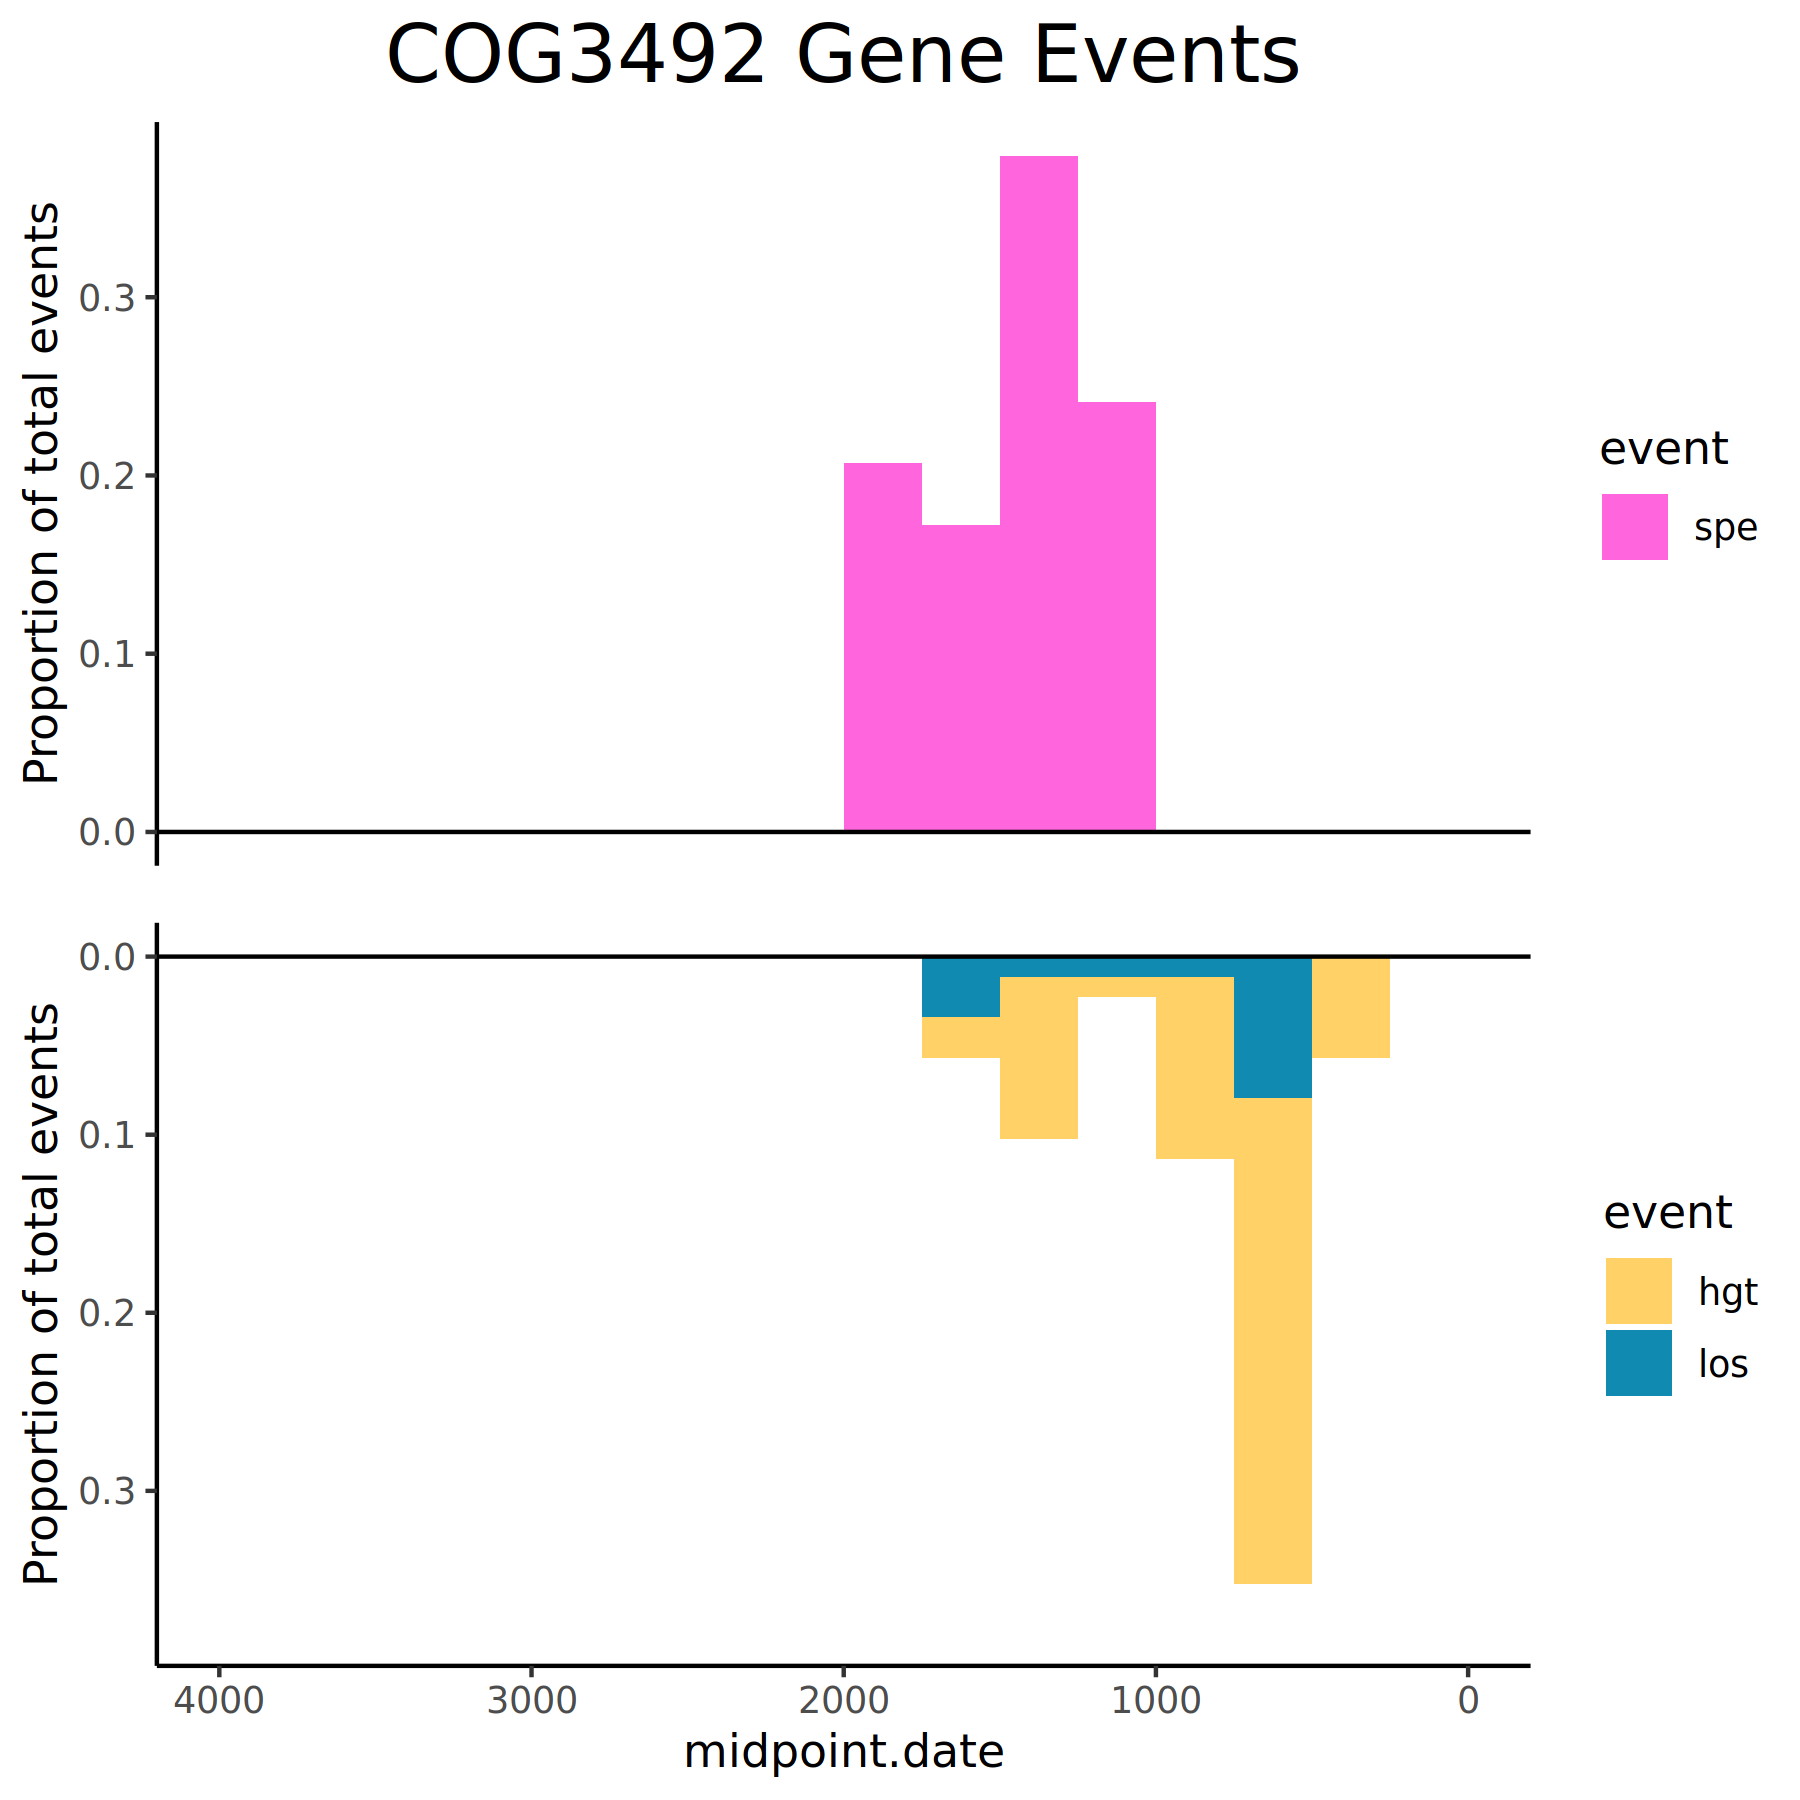 COG3492 Gene Events
Proportion of total events
0.3
0.2
0.1
0.0
event
spe
Proportion of total events
0.0
0.1
0.2
0.3
event
hgt
los
4000 3000 2000 1000 0
midpoint.date